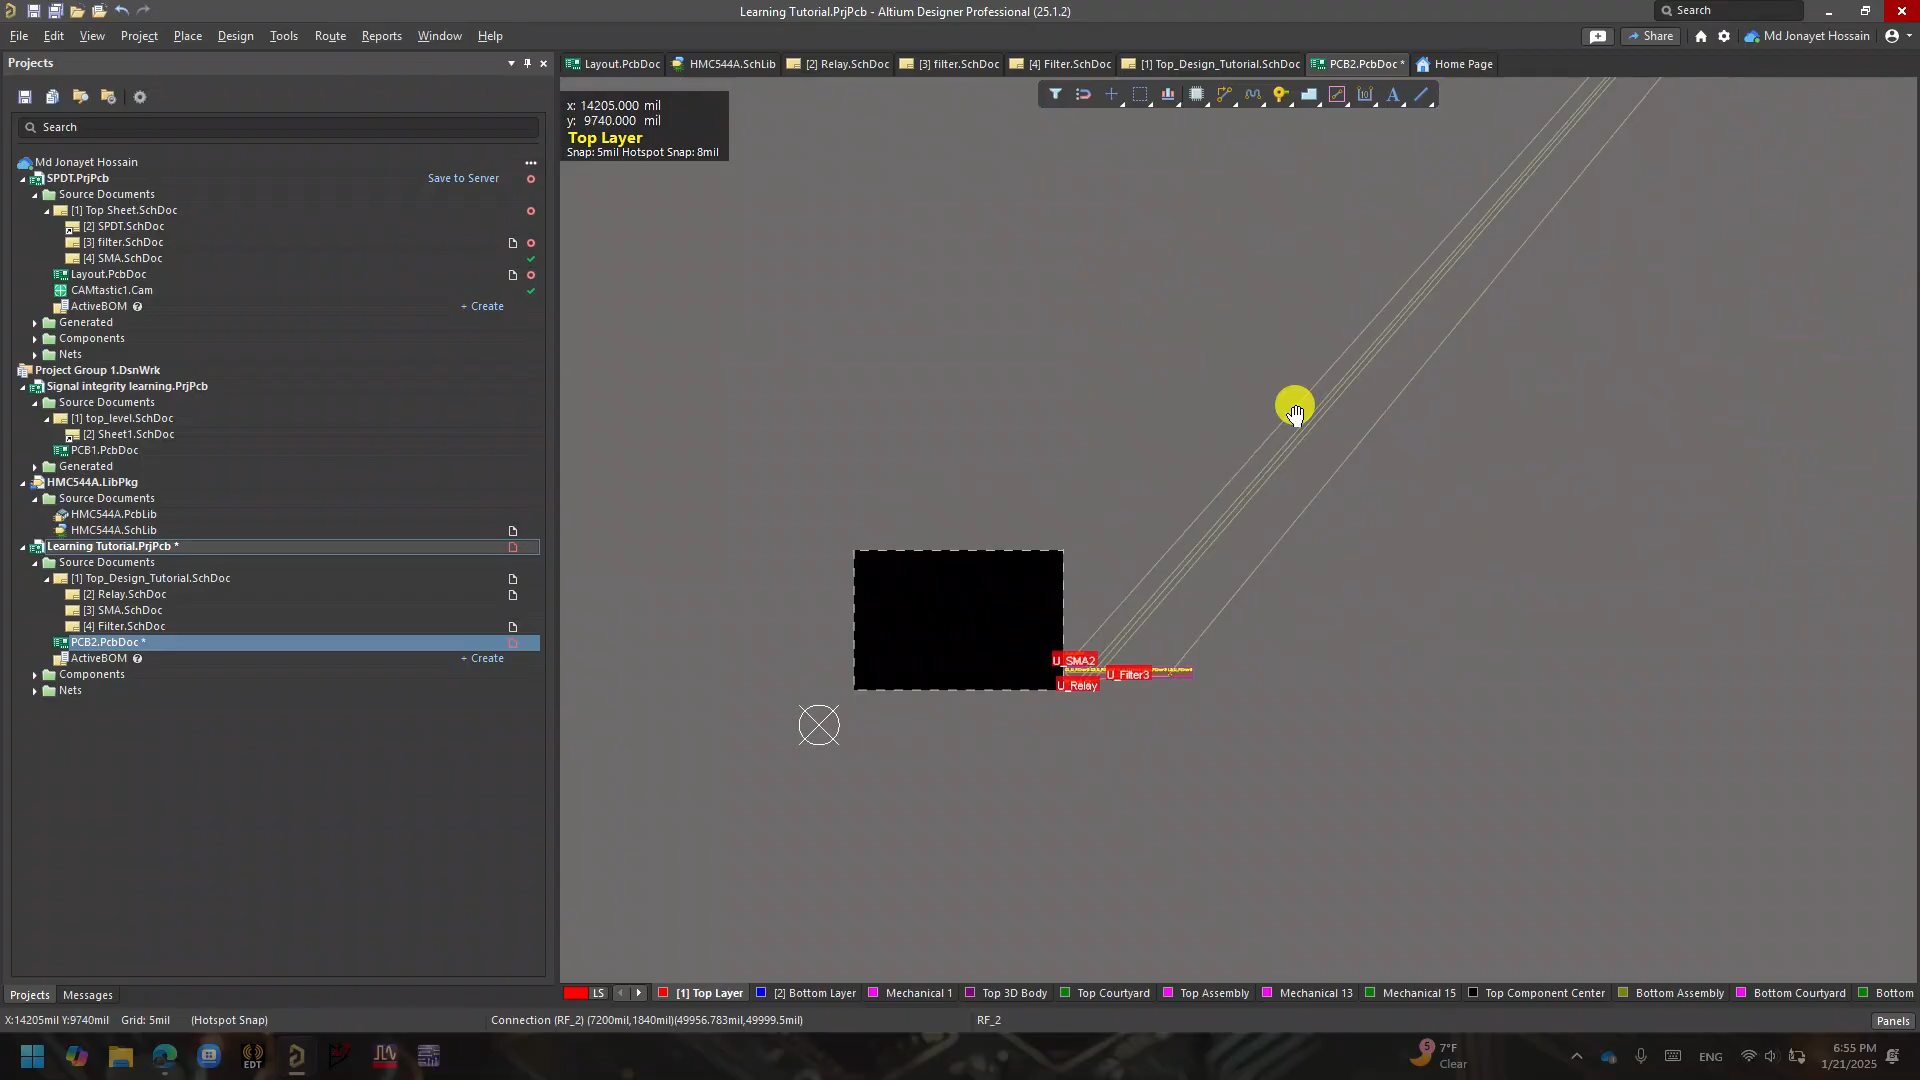 Learning Tutorial.PrjPcb - Altium Designer Professional (25.1.2)
Search
File Edit View Project Place Design Tools Route Reports Window Help
Share
Md Jonayet Hossain
Projects
Layout.PcbDoc
HMC544A.SchLib
[2] Relay.SchDoc
[3] filter.SchDoc
[4] Filter.SchDoc
[1] Top_Design_Tutorial.SchDoc
PCB2.PcbDoc *
Home Page
x: 14205.000 mil
y: 9740.000 mil
Top Layer
Snap: 5mil Hotspot Snap: 8mil
Search
Md Jonayet Hossain
SPDT.PrjPcb
Save to Server
Source Documents
[1] Top Sheet.SchDoc
[2] SPDT.SchDoc
[3] filter.SchDoc
[4] SMA.SchDoc
Layout.PcbDoc
CAMtastic1.Cam
ActiveBOM
+ Create
Generated
Components
Nets
Project Group 1.DsnWrk
Signal integrity learning.PrjPcb
Source Documents
[1] top_level.SchDoc
[2] Sheet1.SchDoc
PCB1.PcbDoc
Generated
HMC544A.LibPkg
Source Documents
HMC544A.PcbLib
HMC544A.SchLib
Learning Tutorial.PrjPcb *
Source Documents
[1] Top_Design_Tutorial.SchDoc
[2] Relay.SchDoc
[3] SMA.SchDoc
[4] Filter.SchDoc
PCB2.PcbDoc *
ActiveBOM
+ Create
Components
Nets
U_SMA2
U_Filter3
U_Relay
Projects
Messages
LS
[1] Top Layer
[2] Bottom Layer
Mechanical 1
Top 3D Body
Top Courtyard
Top Assembly
Mechanical 13
Mechanical 15
Top Component Center
Bottom Assembly
Bottom Courtyard
Bottom
X:14205mil Y:9740mil Grid: 5mil (Hotspot Snap)
Connection (RF_2) (7200mil,1840mil)(49956.783mil,49999.5mil)
RF_2
Panels
EDT
5
7°F
Clear
ENG
6:55 PM
1/21/2025